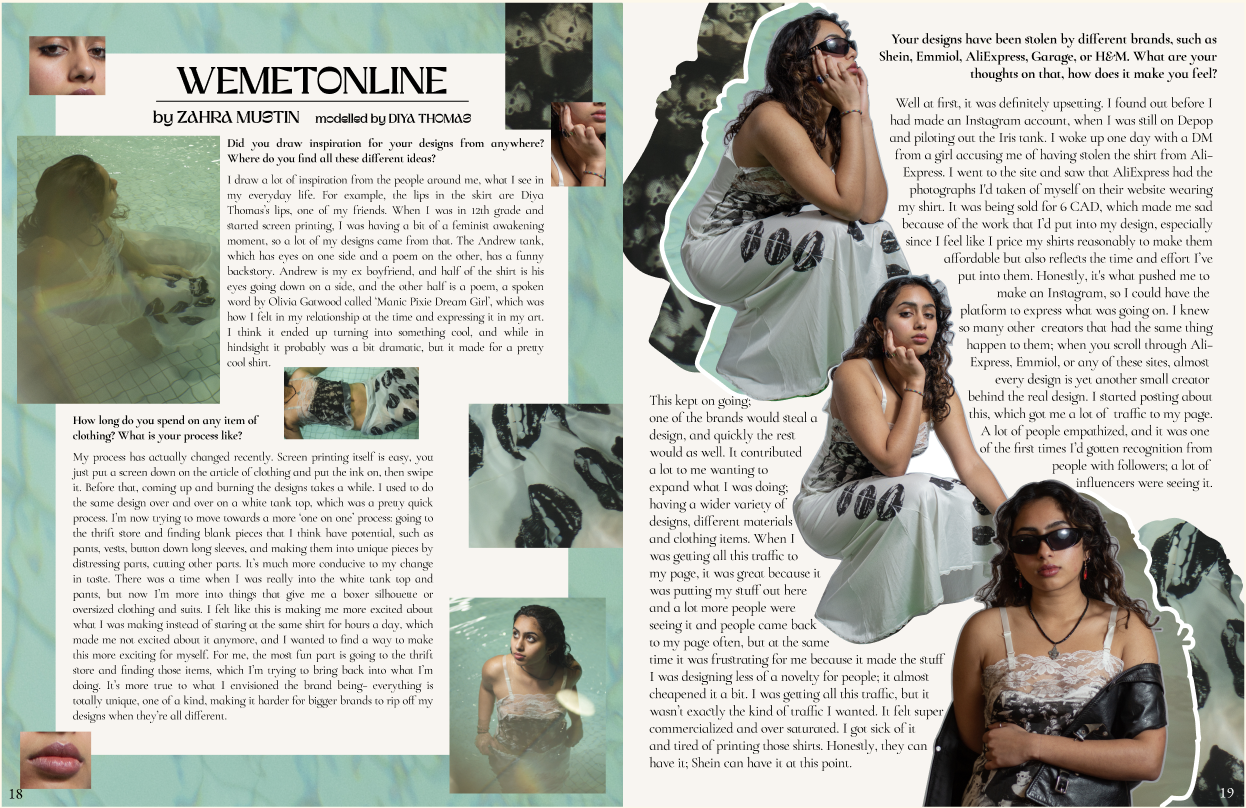 WEMETONLINE
by ZAHRA MUSTIN modelled by DIYA THOMAS
Did you draw inspiration for your designs from anywhere?
Where do you find all these different ideas?
I draw a lot of inspiration from the people around me, what I see in
my everyday life. For example, the lips in the skirt are Diya
Thomas's lips, one of my friends. When I was in 12th grade and
started screen printing, I was having a bit of a feminist awakening
moment, so a lot of my designs came from that. The Andrew tank,
which has eyes on one side and a poem on the other, has a funny
backstory. Andrew is my ex boyfriend, and half of the shirt is his
eyes going down on a side, and the other half is a poem, a spoken
word by Olivia Gatwood called 'Manic Pixie Dream Girl', which was
how I felt in my relationship at the time and expressing it in my art.
I think it ended up turning into something cool, and while in
hindsight it probably was a bit dramatic, but it made for a pretty
cool shirt.
How long do you spend on any item of
clothing? What is your process like?
My process has actually changed recently. Screen printing itself is easy, you
just put a screen down on the article of clothing and put the ink on, then swipe
it. Before that, coming up and burning the designs takes a while. I used to do
the same design over and over on a white tank top, which was a pretty quick
process. I'm now trying to move towards a more 'one on one' process: going to
the thrift store and finding blank pieces that I think have potential, such as
pants, vests, button down long sleeves, and making them into unique pieces by
distressing parts, cutting other parts. It's much more conducive to my change
in taste. There was a time when I was really into the white tank top and
pants, but now I'm more into things that give me a boxer silhouette or
oversized clothing and suits. I felt like this is making me more excited about
what I was making instead of staring at the same shirt for hours a day, which
made me not excited about it anymore, and I wanted to find a way to make
this more exciting for myself. For me, the most fun part is going to the thrift
store and finding those items, which I'm trying to bring back into what I'm
doing. It's more true to what I envisioned the brand being- everything is
totally unique, one of a kind, making it harder for bigger brands to rip off my
designs when they're all different.
18
Your designs have been stolen by different brands, such as
Shein, Emmiol, AliExpress, Garage, or H&M. What are your
thoughts on that, how does it make you feel?
Well at first, it was definitely upsetting. I found out before I
had made an Instagram account, when I was still on Depop
and piloting out the Iris tank. I woke up one day with a DM
from a girl accusing me of having stolen the shirt from Ali-
Express. I went to the site and saw that AliExpress had the
photographs I'd taken of myself on their website wearing
my shirt. It was being sold for 6 CAD, which made me sad
because of the work that I'd put into my design, especially
since I feel like I price my shirts reasonably to make them
affordable but also reflects the time and effort I've
put into them. Honestly, it's what pushed me to
make an Instagram, so I could have the
platform to express what was going on. I knew
so many other creators that had the same thing
happen to them; when you scroll through Ali-
Express, Emmiol, or any of these sites, almost
every design is yet another small creator
behind the real design. I started posting about
this, which got me a lot of traffic to my page.
A lot of people empathized, and it was one
of the first times I'd gotten recognition from
people with followers; a lot of
influencers were seeing it.
This kept on going;
one of the brands would steal a
design, and quickly the rest
would as well. It contributed
a lot to me wanting to
expand what I was doing;
having a wider variety of
designs, different materials
and clothing items. When I
was getting all this traffic to
my page, it was great because it
was putting my stuff out here
and a lot more people were
seeing it and people came back
to my page often, but at the same
time it was frustrating for me because it made the stuff
I was designing less of a novelty for people; it almost
cheapened it a bit. I was getting all this traffic, but it
wasn't exactly the kind of traffic I wanted. It felt super
commercialized and over saturated. I got sick of it
and tired of printing those shirts. Honestly, they can
have it; Shein can have it at this point.
19